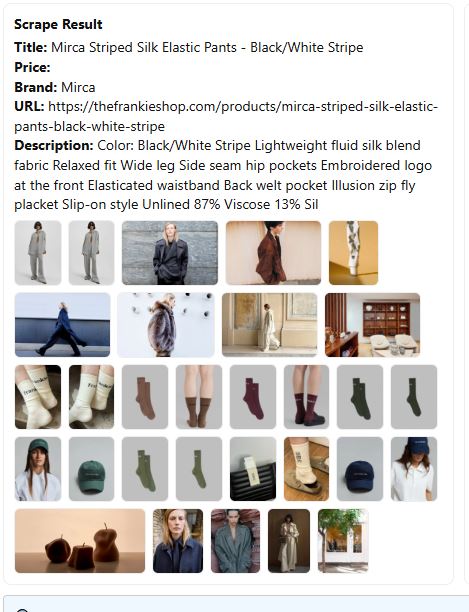 Scrape Result
Title: Mirca Striped Silk Elastic Pants - Black/White Stripe
Price:
Brand: Mirca
URL: https://thefrankieshop.com/products/mirca-striped-silk-elastic-
pants-black-white-stripe
Description: Color: Black/White Stripe Lightweight fluid silk blend
fabric Relaxed fit Wide leg Side seam hip pockets Embroidered logo
at the front Elasticated waistband Back welt pocket Illusion zip fly
placket Slip-on style Unlined 87% Viscose 13% Sil